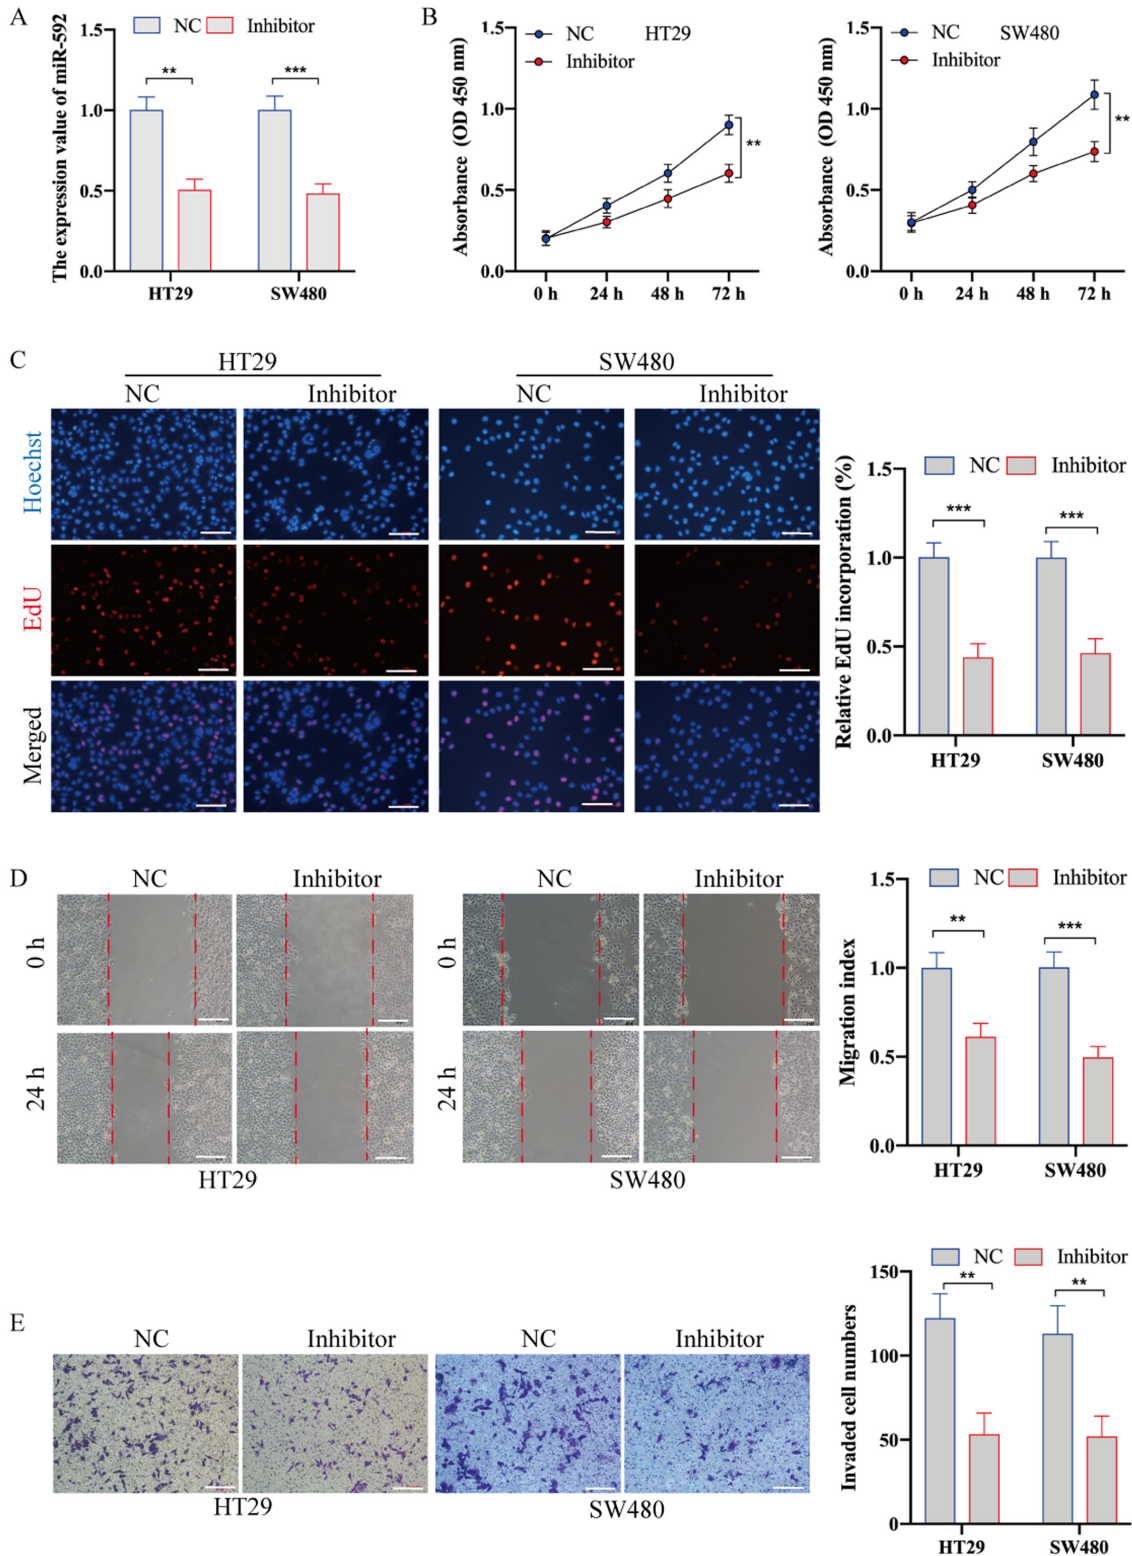 A
The expression value of miR-592
NC Inhibitor
1.5
1.0
0.5
0.0
** ***
HT29 SW480
B
Absorbance (OD 450 nm)
NC HT29
Inhibitor
1.5
1.0
0.5
0.0
**
0 h 24 h 48 h 72 h
Absorbance (OD 450 nm)
NC SW480
Inhibitor
1.5
1.0
0.5
0.0
**
0 h 24 h 48 h 72 h
C
HT29 SW480
NC Inhibitor NC Inhibitor
Hoechst
EdU
Merged
Relative EdU incorporation (%)
NC Inhibitor
1.5
1.0
0.5
0.0
*** ***
HT29 SW480
D
NC Inhibitor NC Inhibitor
0 h 0 h
24 h 24 h
HT29 SW480
Migration index
NC Inhibitor
1.5
1.0
0.5
0.0
** ***
HT29 SW480
E
NC Inhibitor NC Inhibitor
HT29 SW480
Invaded cell numbers
NC Inhibitor
150
100
50
0
** **
HT29 SW480